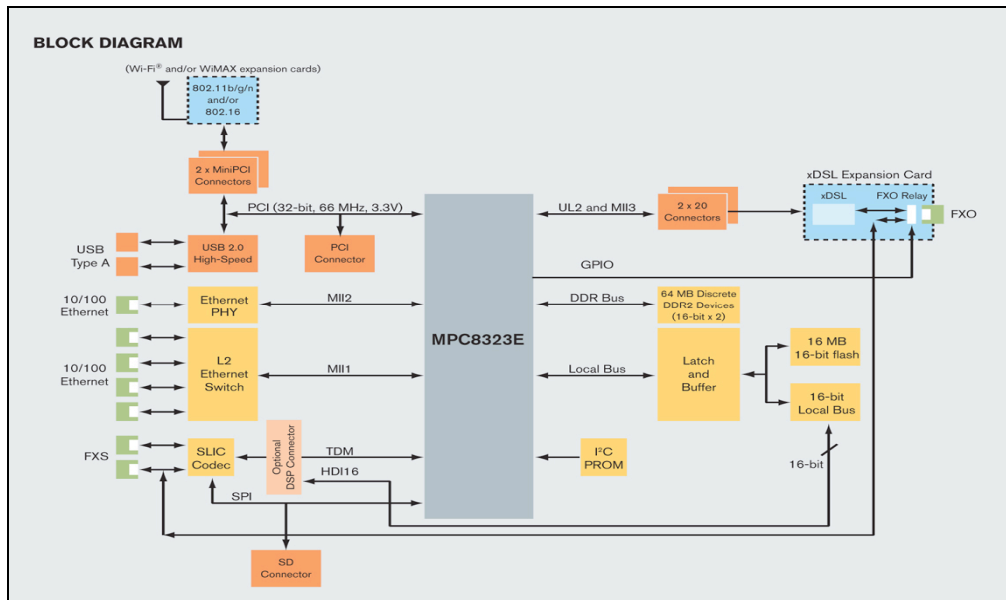 BLOCK DIAGRAM
(Wi-Fi® and/or WiMAX expansion cards)
802.11b/g/n
and/or
802.16
2 x MiniPCI
Connectors
xDSL Expansion Card
xDSL
FXO Relay
FXO
PCI (32-bit, 66 MHz, 3.3V)
UL2 and MII3
2 x 20
Connectors
USB
Type A
USB 2.0
High-Speed
PCI
Connector
GPIO
10/100
Ethernet
Ethernet
PHY
MII2
MPC8323E
DDR Bus
64 MB Discrete
DDR2 Devices
(16-bit x 2)
10/100
Ethernet
L2
Ethernet
Switch
MII1
Local Bus
Latch
and
Buffer
16 MB
16-bit flash
16-bit
Local Bus
FXS
SLIC
Codec
Optional
DSP Connector
TDM
HDI16
I²C
PROM
16-bit
SPI
SD
Connector